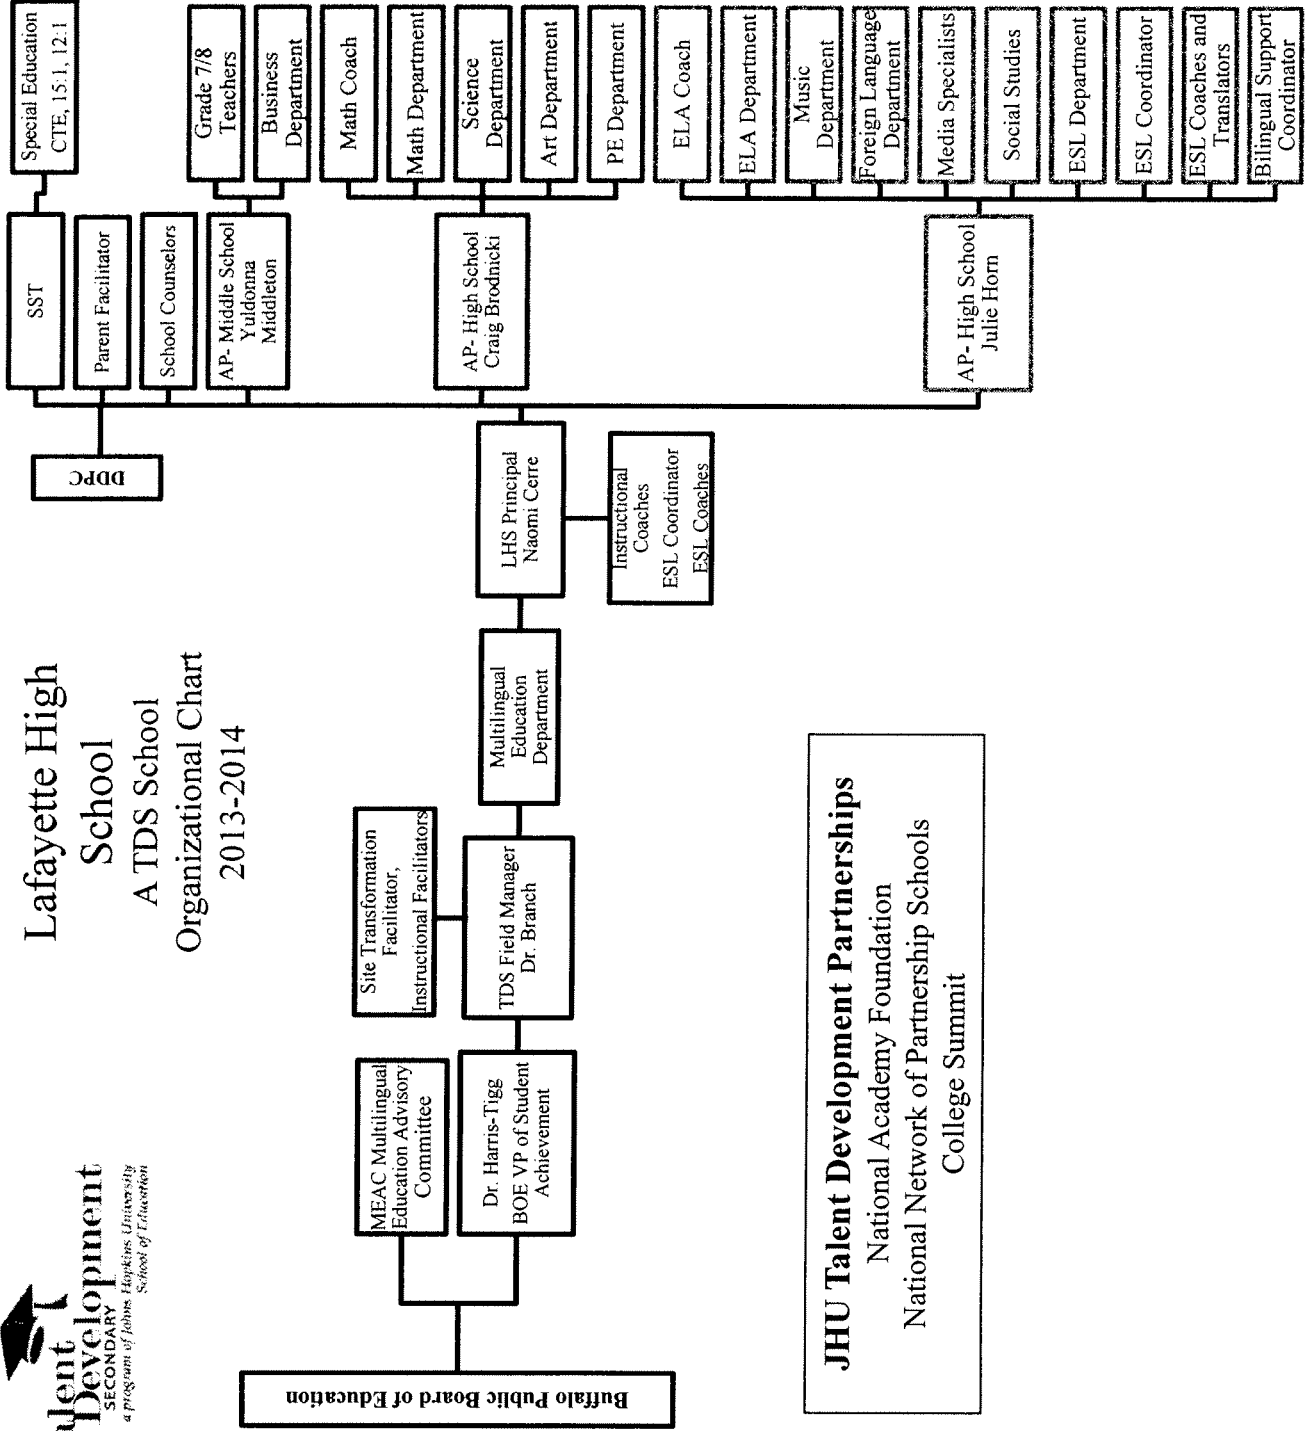 alent
Development
SECONDARY
a program of Johns Hopkins University
School of Education
Lafayette High
School
A TDS School
Organizational Chart
2013-2014
Buffalo Public Board of Education
MEAC Multilingual
Education Advisory
Committee
Dr. Harris-Tigg
BOE VP of Student
Achievement
Site Transformation
Facilitator,
Instructional Facilitators
TDS Field Manager
Dr. Branch
Multilingual
Education
Department
LHS Principal
Naomi Cerre
Instructional
Coaches
ESL Coordinator
ESL Coaches
DDPC
SST
Special Education
CTE, 15:1, 12:1
Parent Facilitator
School Counselors
AP- Middle School
Yuldonna
Middleton
Grade 7/8
Teachers
Business
Department
AP- High School
Craig Brodnicki
Math Coach
Math Department
Science
Department
Art Department
PE Department
AP- High School
Julie Horn
ELA Coach
ELA Department
Music
Department
Foreign Language
Department
Media Specialists
Social Studies
ESL Department
ESL Coordinator
ESL Coaches and
Translators
Bilingual Support
Coordinator
JHU Talent Development Partnerships
National Academy Foundation
National Network of Partnership Schools
College Summit